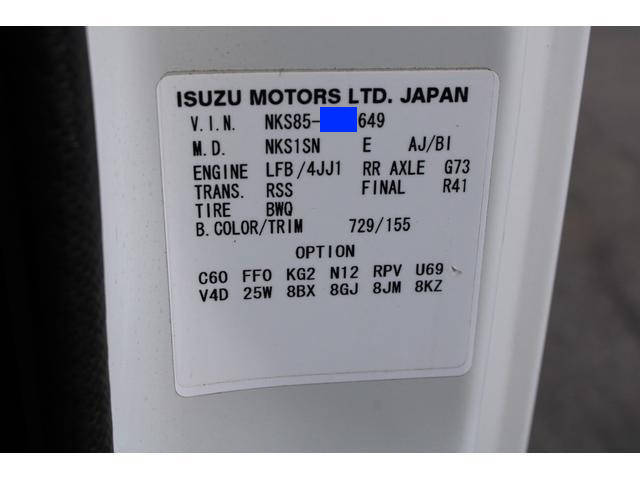 ISUZU MOTORS LTD. JAPAN
V.I.N. NKS85- 649
M.D. NKS1SN E AJ/BI
ENGINE LFB/4JJ1 RR AXLE G73
TRANS. RSS FINAL R41
TIRE BWQ
B.COLOR/TRIM 729/155
OPTION
C60 FF0 KG2 N12 RPV U69
V4D 25W 8BX 8GJ 8JM 8KZ